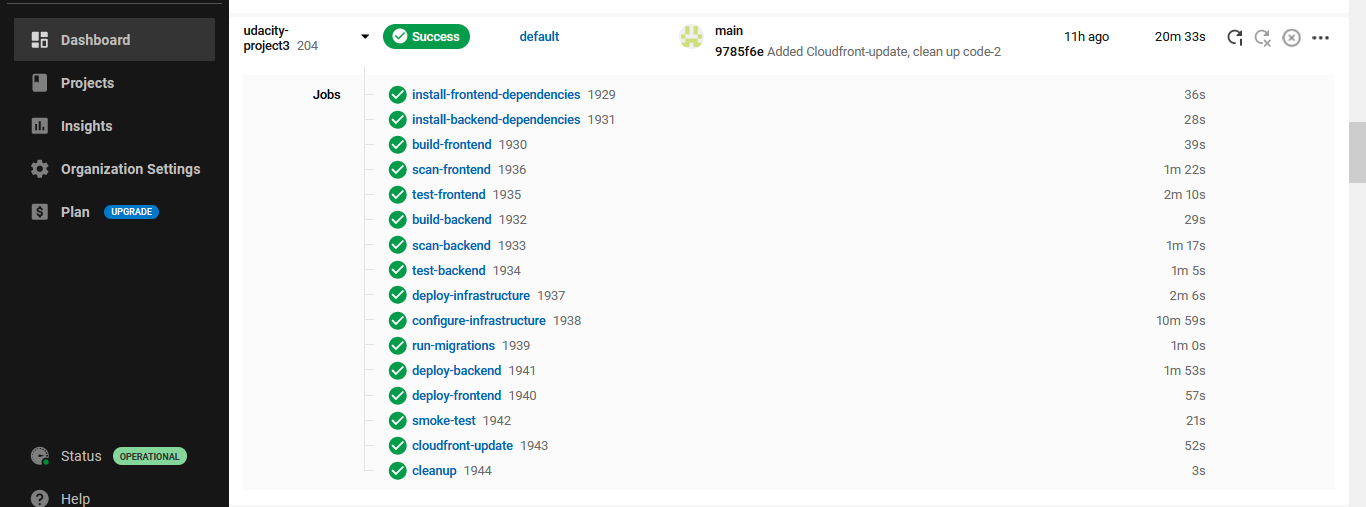 Dashboard
Projects
Insights
Organization Settings
Plan UPGRADE
Status OPERATIONAL
Help
udacity-
project3 204
Success
default
main
9785f6e Added Cloudfront-update, clean up code-2
11h ago
20m 33s
Jobs
install-frontend-dependencies 1929 36s
install-backend-dependencies 1931 28s
build-frontend 1930 39s
scan-frontend 1936 1m 22s
test-frontend 1935 2m 10s
build-backend 1932 29s
scan-backend 1933 1m 17s
test-backend 1934 1m 5s
deploy-infrastructure 1937 2m 6s
configure-infrastructure 1938 10m 59s
run-migrations 1939 1m 0s
deploy-backend 1941 1m 53s
deploy-frontend 1940 57s
smoke-test 1942 21s
cloudfront-update 1943 52s
cleanup 1944 3s